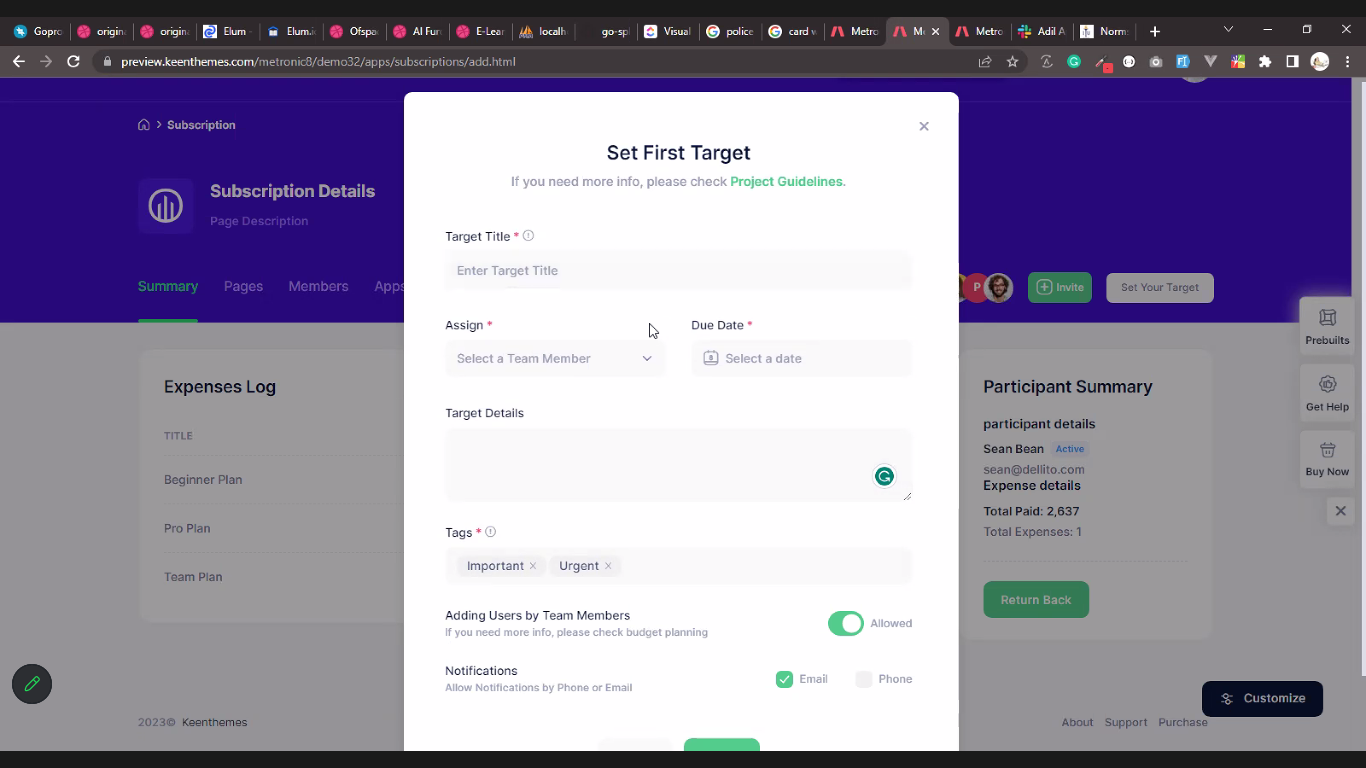 Gopro
origin
origin
Elum
Elum.i
Ofspa
AI Fun
E-Lear
localh
go-spl
Visual
police
card w
Metro
Me
Metro
Adil A
Norms
preview.keenthemes.com/metronic8/demo32/apps/subscriptions/add.html
Subscription
Subscription Details
Page Description
Summary
Pages
Members
Apps
P
Invite
Set Your Target
Set First Target
If you need more info, please check Project Guidelines.
Target Title *
Enter Target Title
Assign *
Due Date *
Select a Team Member
Select a date
Target Details
Tags *
Important ×
Urgent ×
Adding Users by Team Members
If you need more info, please check budget planning
Allowed
Notifications
Allow Notifications by Phone or Email
Email
Phone
Expenses Log
TITLE
Beginner Plan
Pro Plan
Team Plan
Participant Summary
participant details
Sean Bean Active
sean@dellito.com
Expense details
Total Paid: 2,637
Total Expenses: 1
Return Back
Prebuilts
Get Help
Buy Now
Customize
2023© Keenthemes
About
Support
Purchase